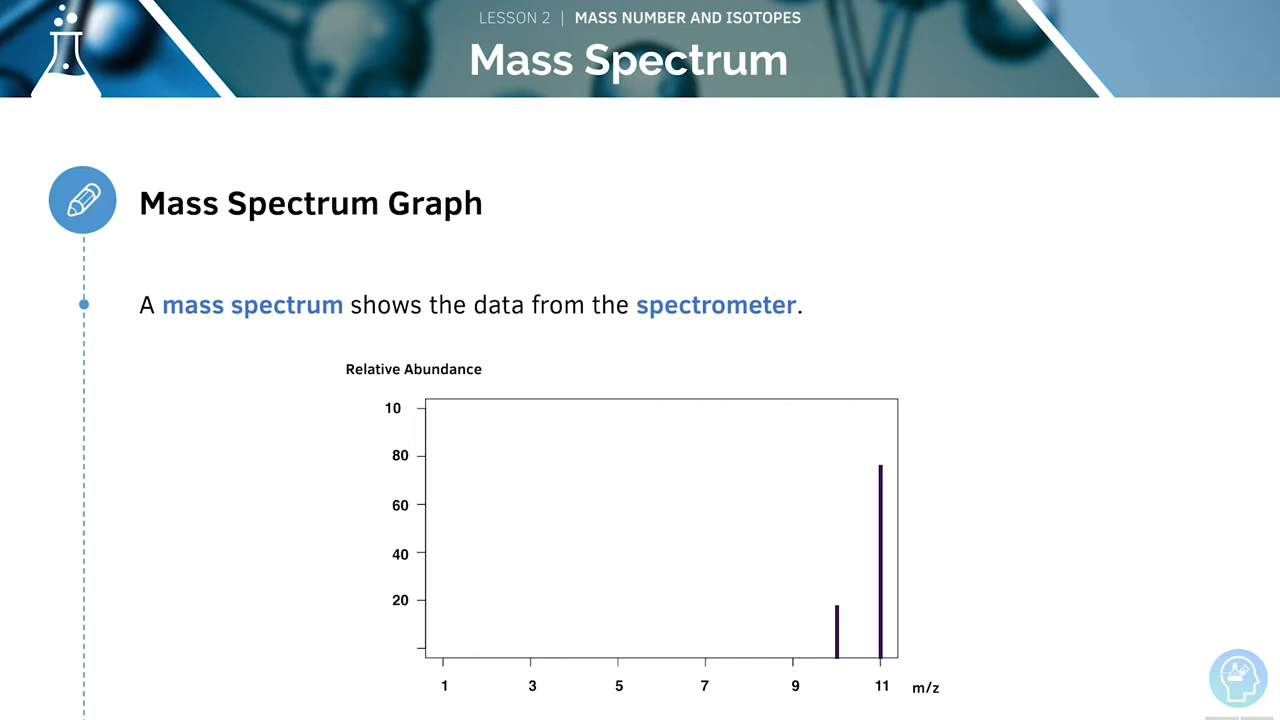 LESSON 2 | MASS NUMBER AND ISOTOPES
Mass Spectrum
Mass Spectrum Graph
A mass spectrum shows the data from the spectrometer.
Relative Abundance
10
80
60
40
20
1 3 5 7 9 11 m/z